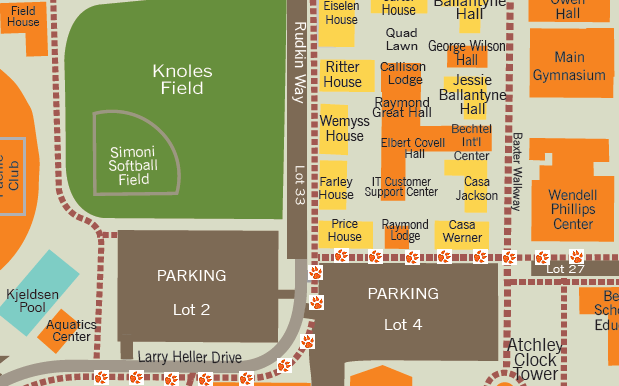 Field
House
Knoles
Field
Simoni
Softball
Field
Club
Kjeldsen
Pool
Aquatics
Center
PARKING
Lot 2
Larry Heller Drive
Rudkin Way
Lot 33
Eiselen
House
House
Ballantyne
Hall
Owen
Hall
Quad
Lawn
George Wilson
Hall
Main
Gymnasium
Ritter
House
Callison
Lodge
Jessie
Ballantyne
Hall
Raymond
Great Hall
Wemyss
House
Elbert Covell
Hall
Bechtel
Int'l
Center
Baxter Walkway
Farley
House
IT Customer
Support Center
Casa
Jackson
Wendell
Phillips
Center
Price
House
Raymond
Lodge
Casa
Werner
Lot 27
PARKING
Lot 4
Atchley
Clock
Tower